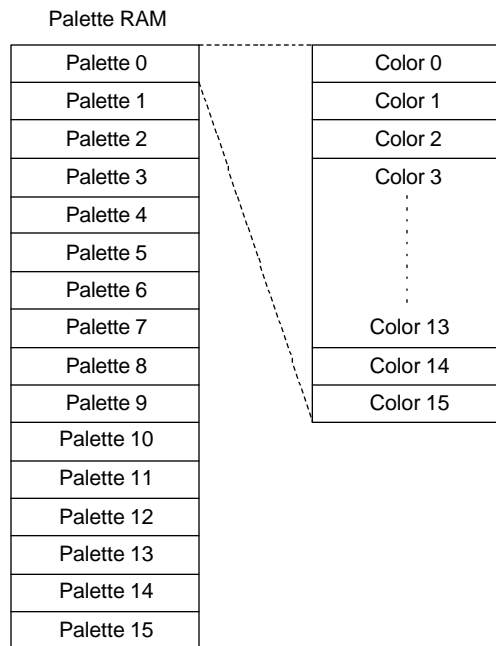 Palette RAM
Palette 0
Palette 1
Palette 2
Palette 3
Palette 4
Palette 5
Palette 6
Palette 7
Palette 8
Palette 9
Palette 10
Palette 11
Palette 12
Palette 13
Palette 14
Palette 15
Color 0
Color 1
Color 2
Color 3
Color 13
Color 14
Color 15